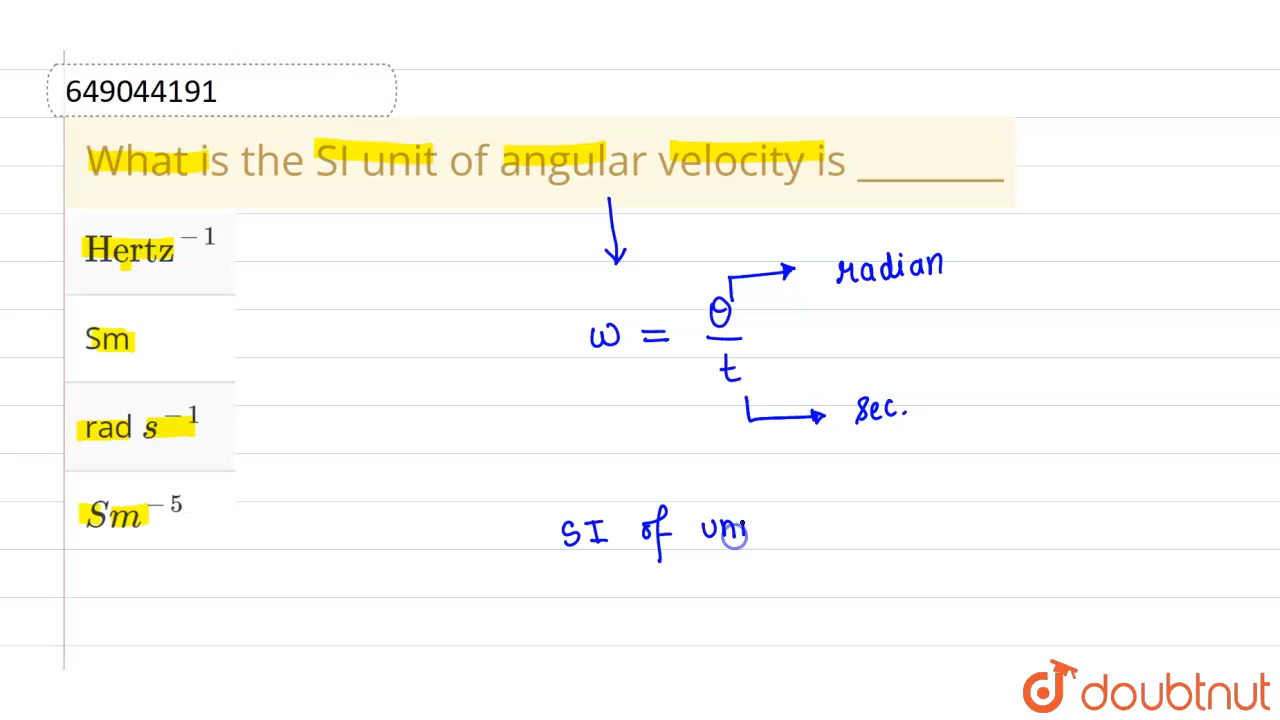 649044191
What is the SI unit of angular velocity is ________
Hertz⁻¹
Sm
rad s⁻¹
Sm⁻⁵
ω = θ/t
radian
sec.
SI of uni
doubtnut